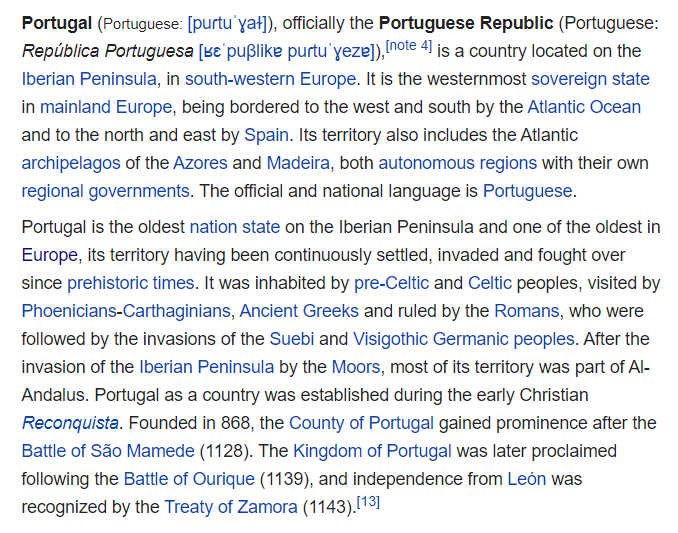 Portugal (Portuguese: [puɾtuˈɣaɫ]), officially the Portuguese Republic (Portuguese:
República Portuguesa [ʁɛˈpuβlikɐ puɾtuˈɣezɐ]),[note 4] is a country located on the
Iberian Peninsula, in south-western Europe. It is the westernmost sovereign state
in mainland Europe, being bordered to the west and south by the Atlantic Ocean
and to the north and east by Spain. Its territory also includes the Atlantic
archipelagos of the Azores and Madeira, both autonomous regions with their own
regional governments. The official and national language is Portuguese.
Portugal is the oldest nation state on the Iberian Peninsula and one of the oldest in
Europe, its territory having been continuously settled, invaded and fought over
since prehistoric times. It was inhabited by pre-Celtic and Celtic peoples, visited by
Phoenicians-Carthaginians, Ancient Greeks and ruled by the Romans, who were
followed by the invasions of the Suebi and Visigothic Germanic peoples. After the
invasion of the Iberian Peninsula by the Moors, most of its territory was part of Al-
Andalus. Portugal as a country was established during the early Christian
Reconquista. Founded in 868, the County of Portugal gained prominence after the
Battle of São Mamede (1128). The Kingdom of Portugal was later proclaimed
following the Battle of Ourique (1139), and independence from León was
recognized by the Treaty of Zamora (1143).[13]